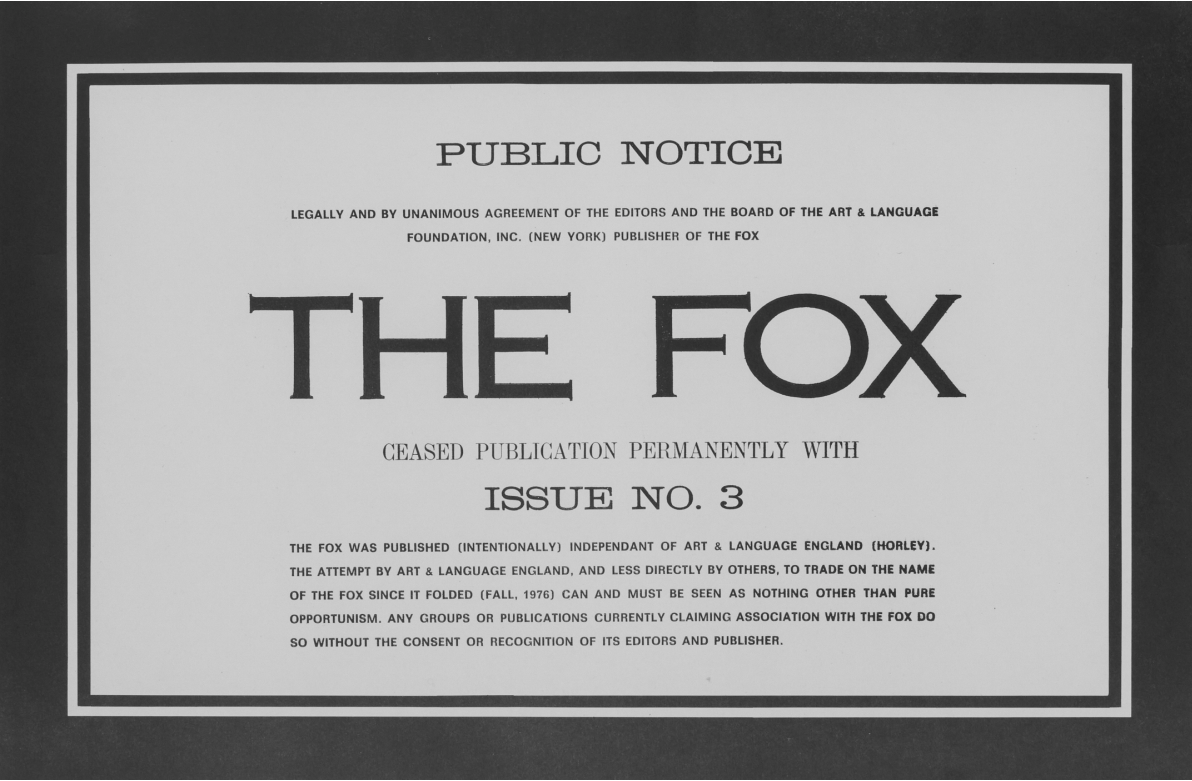 PUBLIC NOTICE
LEGALLY AND BY UNANIMOUS AGREEMENT OF THE EDITORS AND THE BOARD OF THE ART & LANGUAGE
FOUNDATION, INC. (NEW YORK) PUBLISHER OF THE FOX
THE FOX
CEASED PUBLICATION PERMANENTLY WITH
ISSUE NO. 3
THE FOX WAS PUBLISHED (INTENTIONALLY) INDEPENDANT OF ART & LANGUAGE ENGLAND (HORLEY).
THE ATTEMPT BY ART & LANGUAGE ENGLAND, AND LESS DIRECTLY BY OTHERS, TO TRADE ON THE NAME
OF THE FOX SINCE IT FOLDED (FALL, 1976) CAN AND MUST BE SEEN AS NOTHING OTHER THAN PURE
OPPORTUNISM. ANY GROUPS OR PUBLICATIONS CURRENTLY CLAIMING ASSOCIATION WITH THE FOX DO
SO WITHOUT THE CONSENT OR RECOGNITION OF ITS EDITORS AND PUBLISHER.